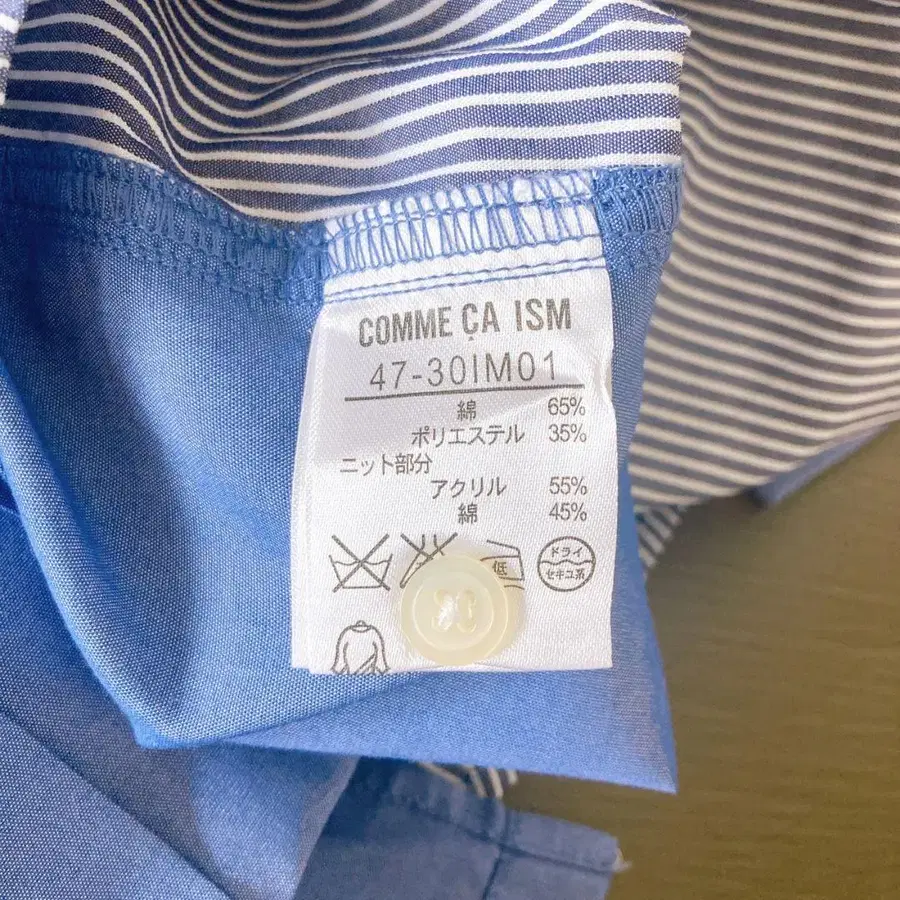 COMME ÇA ISM
47-30IM01
綿 65%
ポリエステル 35%
ニット部分
アクリル 55%
綿 45%
低
ドライ
セキユ系